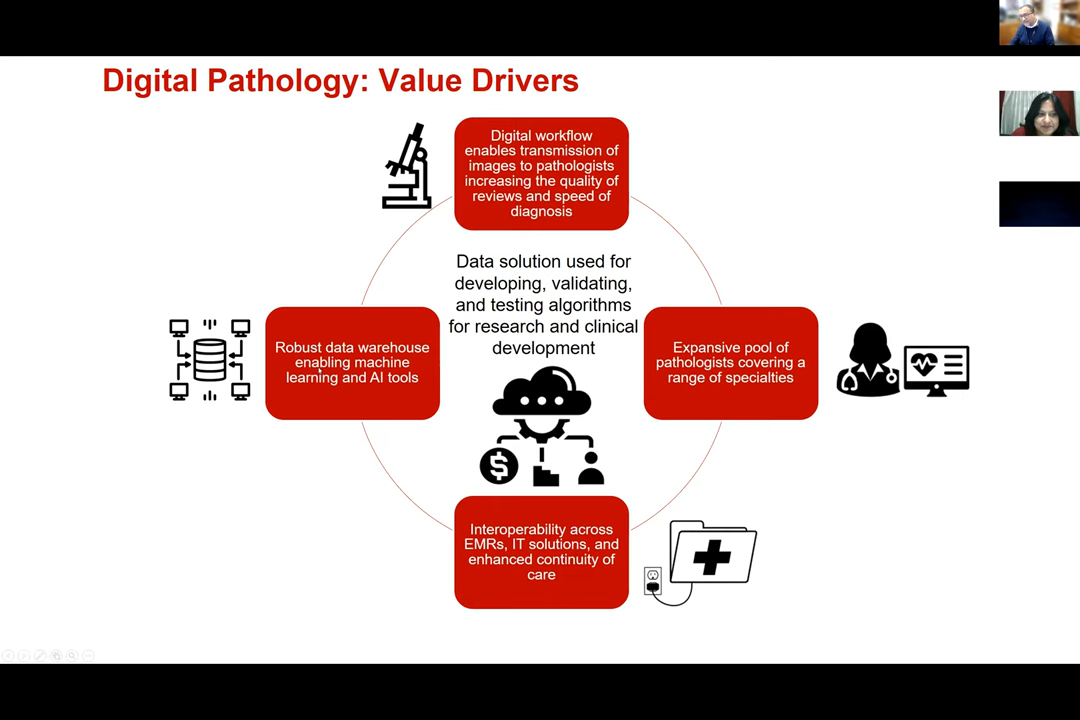 Digital Pathology: Value Drivers
Digital workflow
enables transmission of
images to pathologists
increasing the quality of
reviews and speed of
diagnosis
Data solution used for
developing, validating,
and testing algorithms
for research and clinical
development
Robust data warehouse
enabling machine
learning and AI tools
Expansive pool of
pathologists covering a
range of specialties
$
Interoperability across
EMRs, IT solutions, and
enhanced continuity of
care